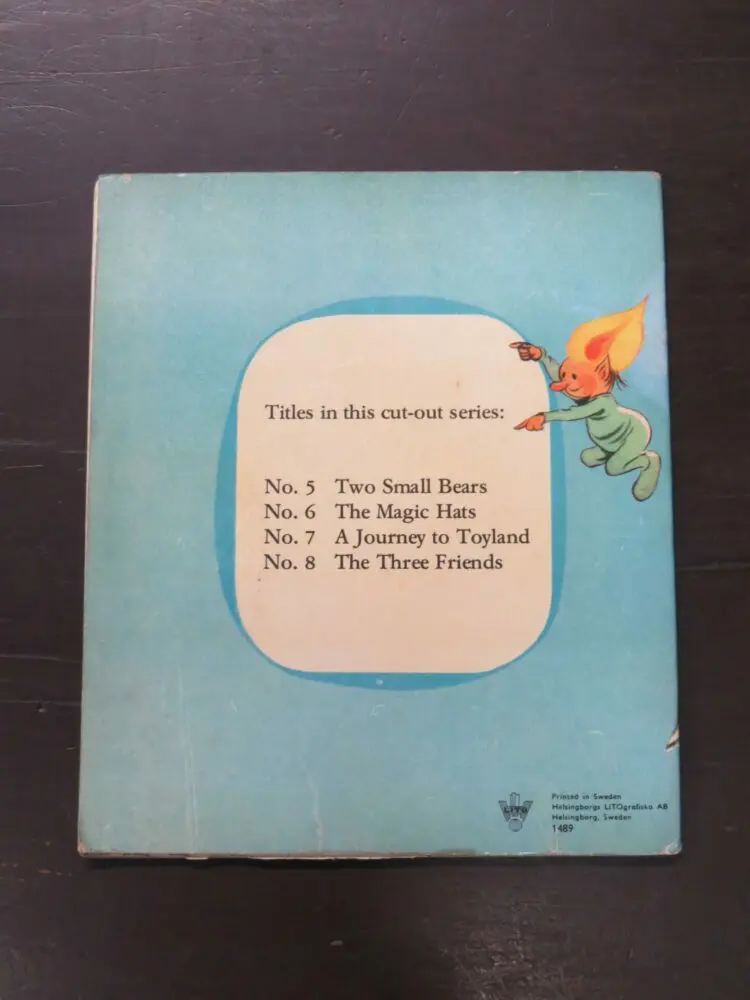 Titles in this cut-out series:
No. 5 Two Small Bears
No. 6 The Magic Hats
No. 7 A Journey to Toyland
No. 8 The Three Friends
LITO
Printed in Sweden
Helsingborgs LITOgrafiska AB
Helsingborg, Sweden
1489